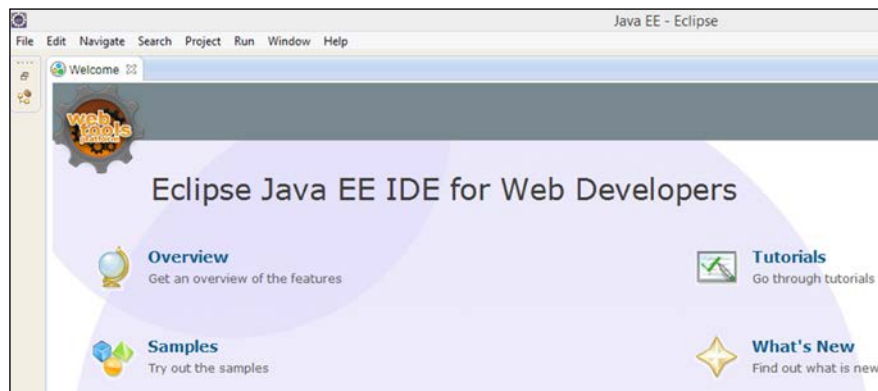 Java EE - Eclipse
File Edit Navigate Search Project Run Window Help
Welcome
web
tools
platform
Eclipse Java EE IDE for Web Developers
Overview
Get an overview of the features
Tutorials
Go through tutorials
Samples
Try out the samples
What's New
Find out what is new